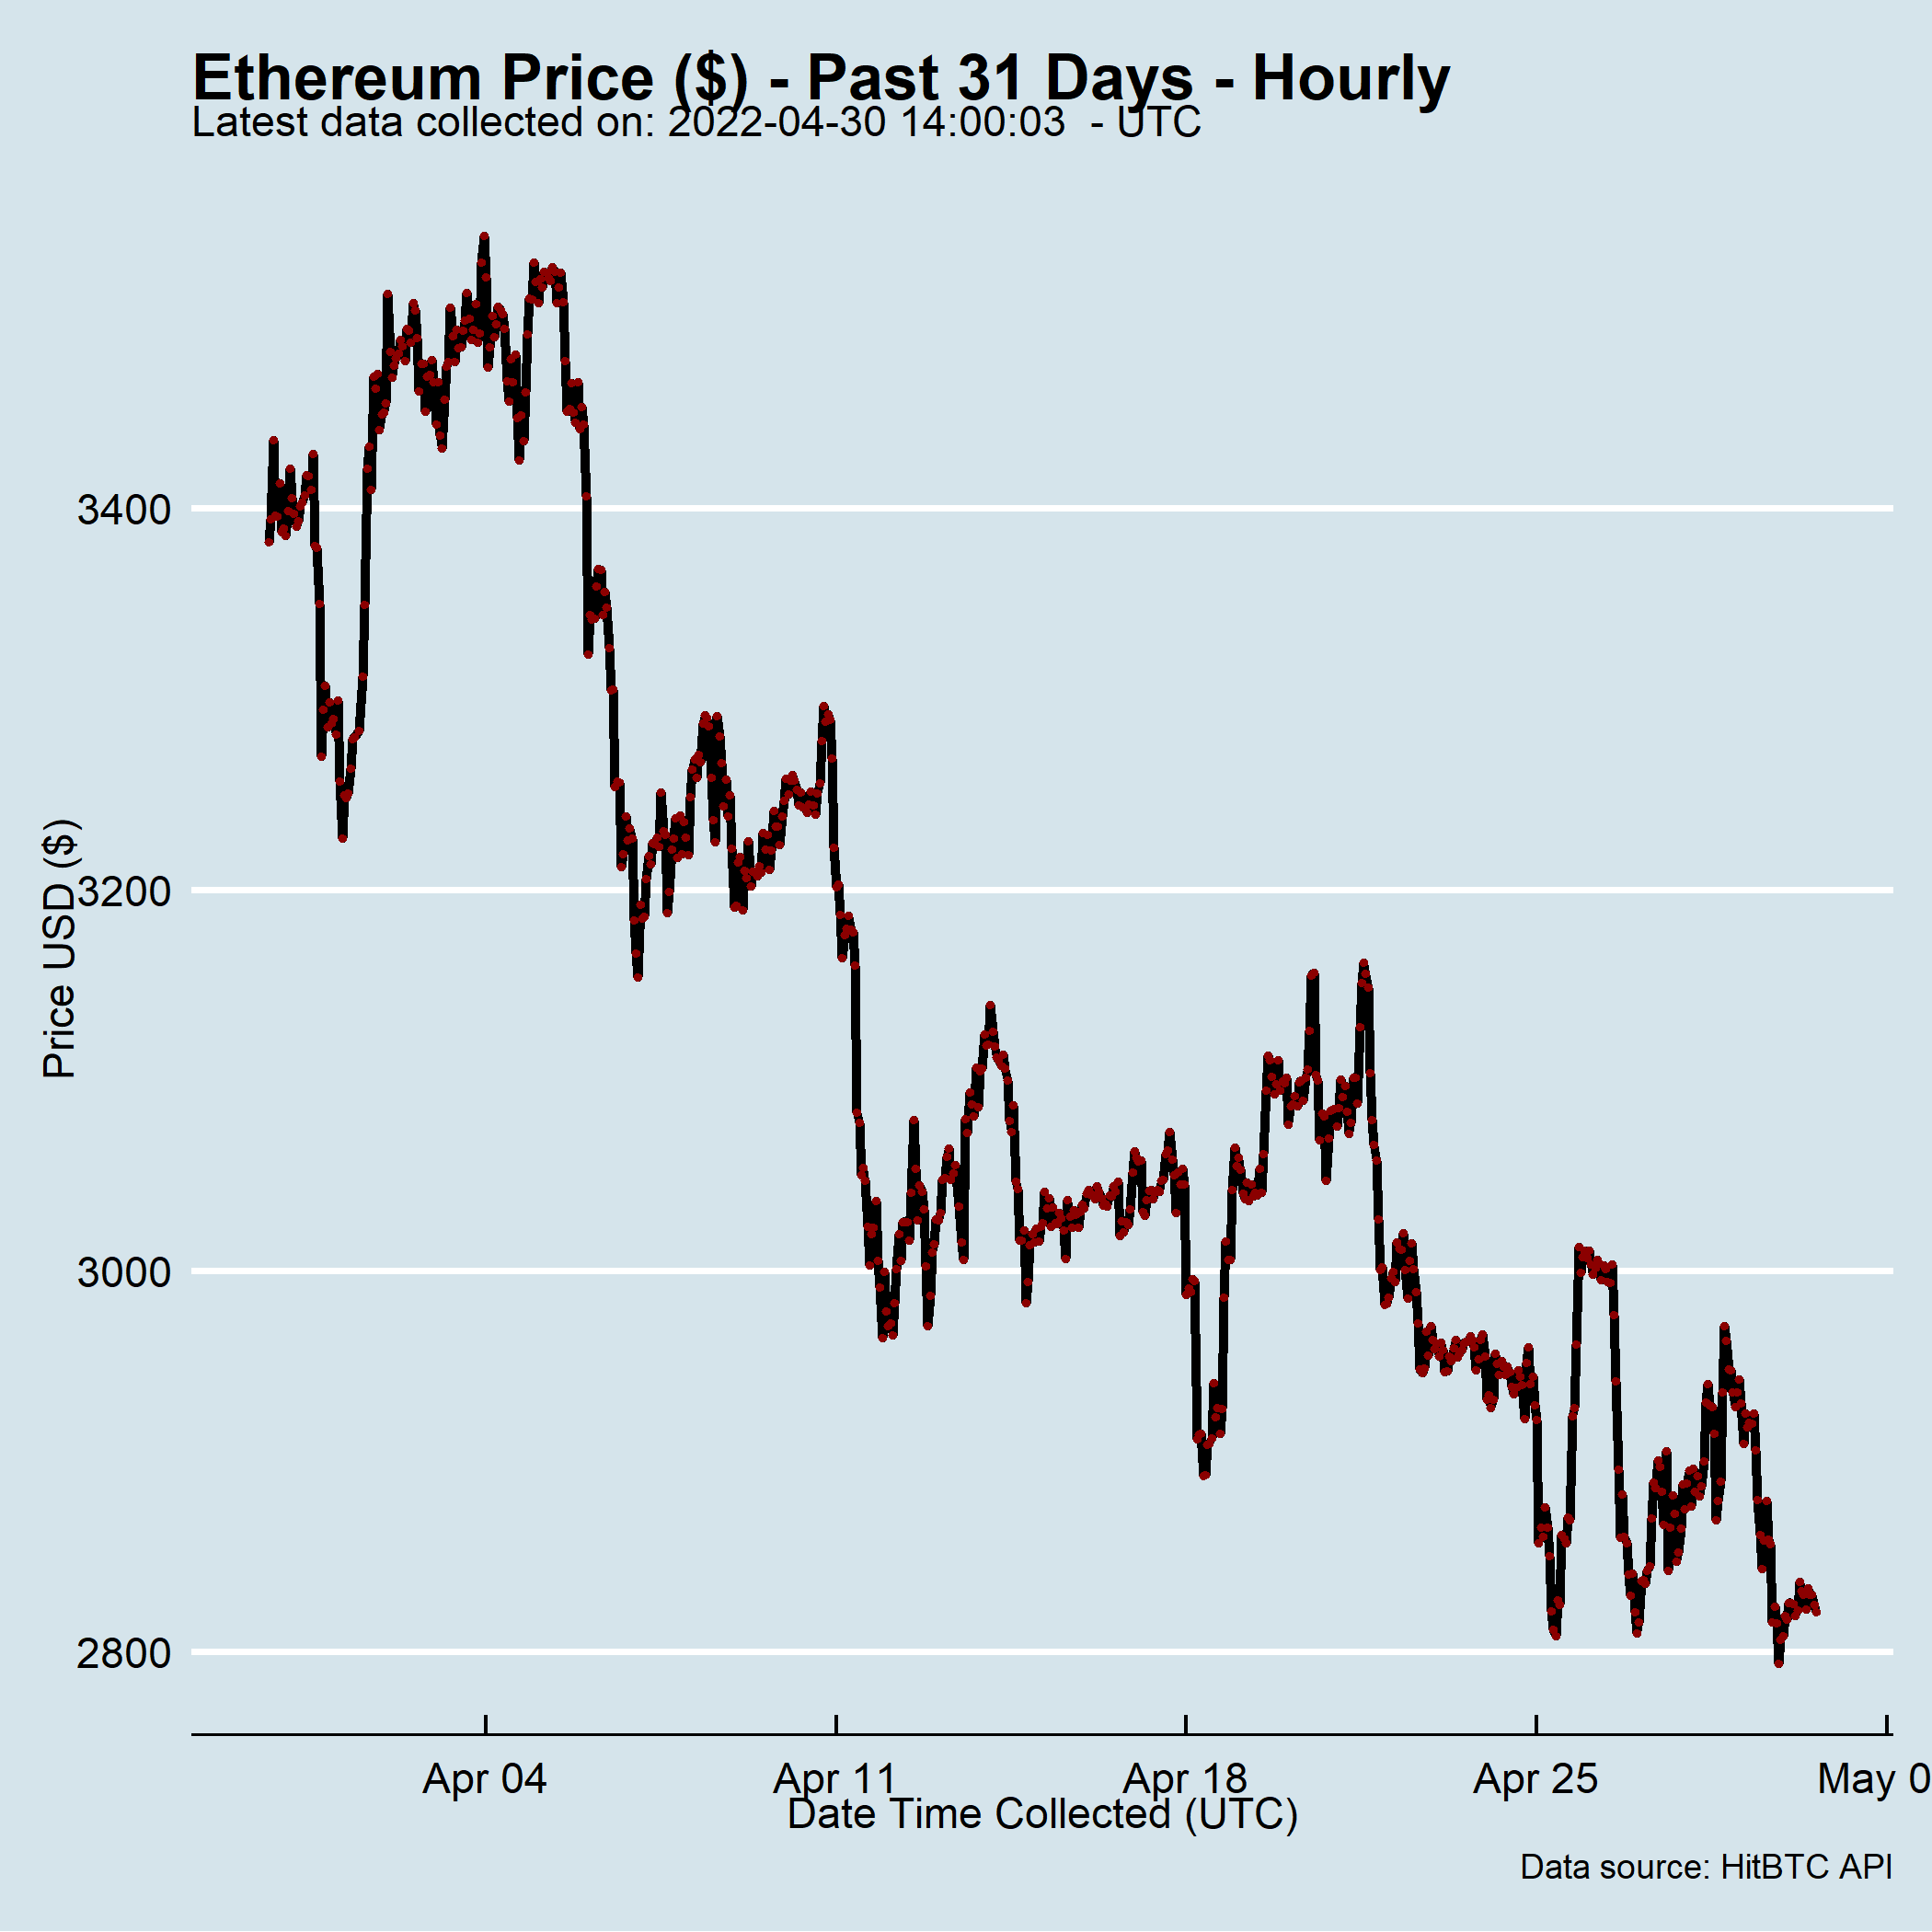 Ethereum Price ($) - Past 31 Days - Hourly
Latest data collected on: 2022-04-30 14:00:03 - UTC
Price USD ($)
3400
3200
3000
2800
Apr 04 Apr 11 Apr 18 Apr 25 May 0
Date Time Collected (UTC)
Data source: HitBTC API